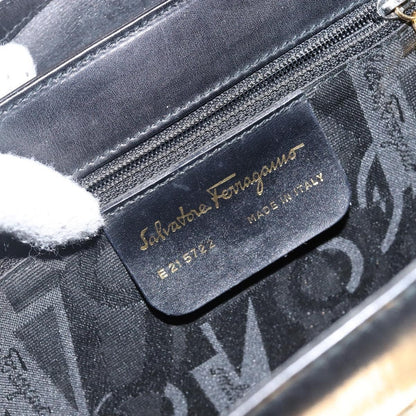 Salvatore Ferragamo
E21 5722
MADE IN ITALY